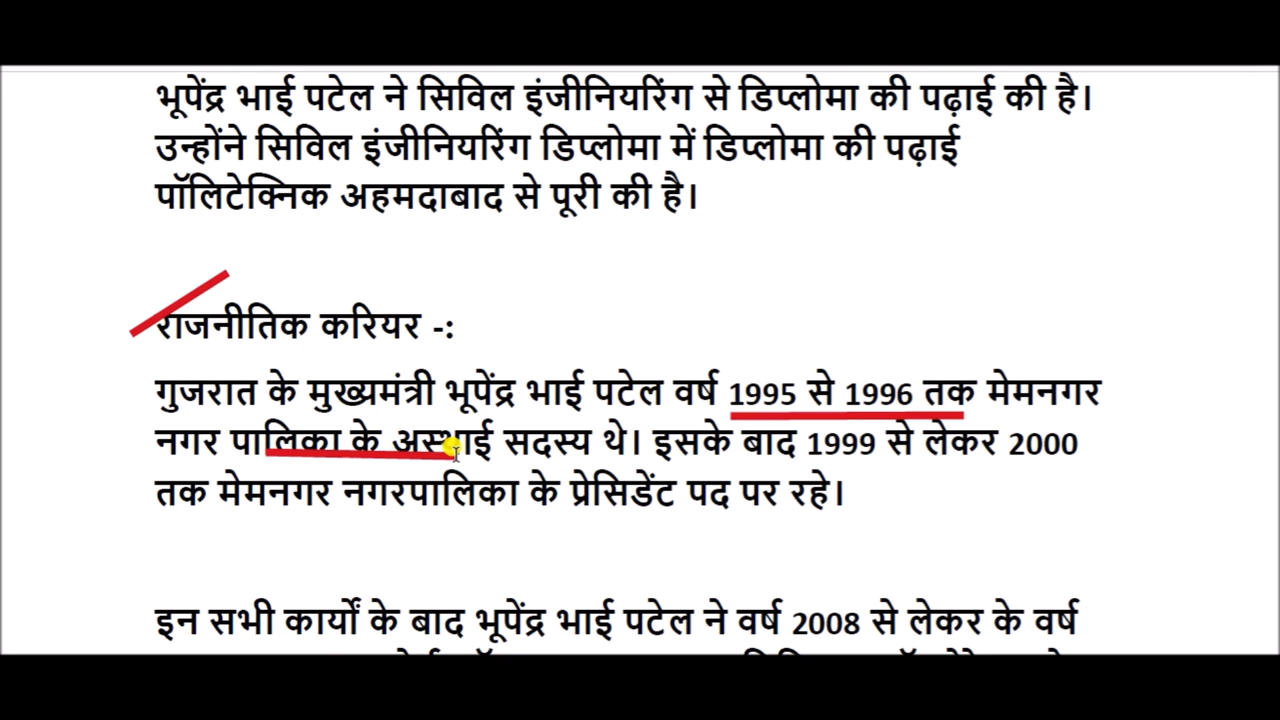 भूपेंद्र भाई पटेल ने सिविल इंजीनियरिंग से डिप्लोमा की पढ़ाई की है।
उन्होंने सिविल इंजीनियरिंग डिप्लोमा में डिप्लोमा की पढ़ाई
पॉलिटेक्निक अहमदाबाद से पूरी की है।
राजनीतिक करियर -:
गुजरात के मुख्यमंत्री भूपेंद्र भाई पटेल वर्ष 1995 से 1996 तक मेमनगर
नगर पालिका के अस्थाई सदस्य थे। इसके बाद 1999 से लेकर 2000
तक मेमनगर नगरपालिका के प्रेसिडेंट पद पर रहे।
इन सभी कार्यों के बाद भूपेंद्र भाई पटेल ने वर्ष 2008 से लेकर के वर्ष